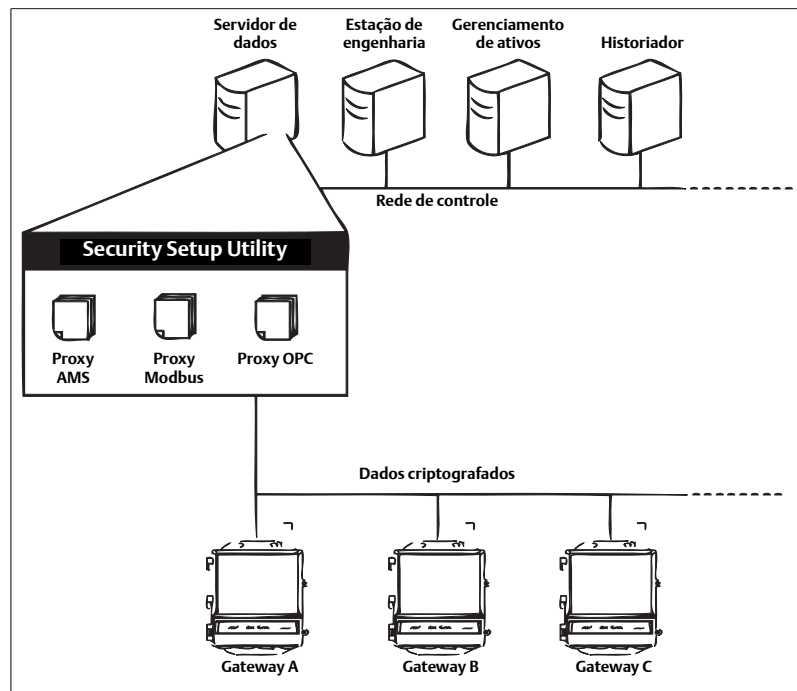 Servidor de
dados
Estação de
engenharia
Gerenciamento
de ativos
Historiador
Rede de controle
Security Setup Utility
Proxy
AMS
Proxy
Modbus
Proxy OPC
Dados criptografados
Gateway A
Gateway B
Gateway C